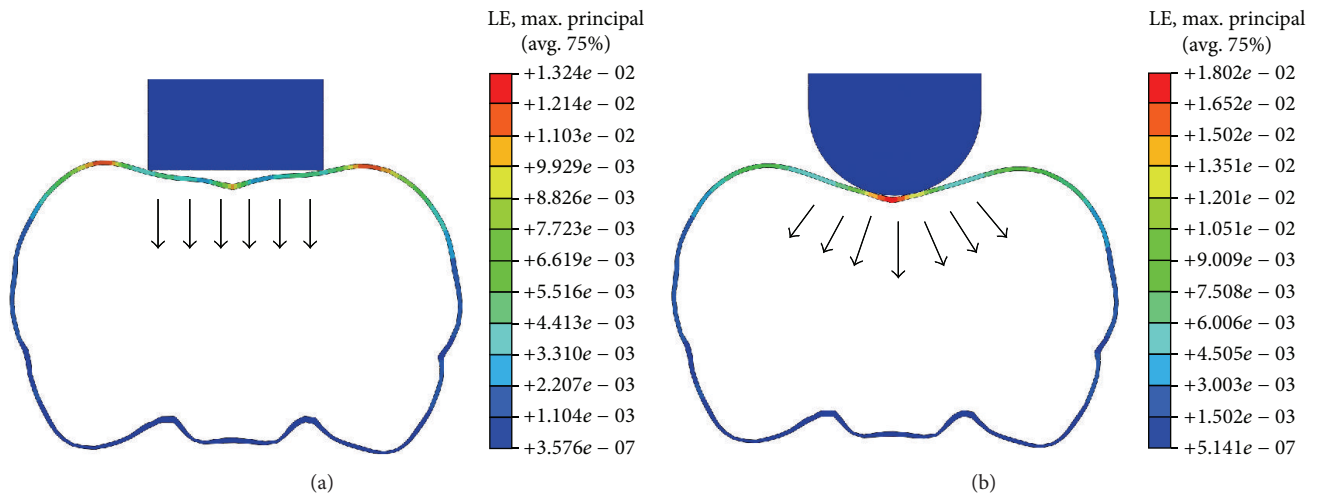 LE, max. principal
(avg. 75%)
+1.324e − 02
+1.214e − 02
+1.103e − 02
+9.929e − 03
+8.826e − 03
+7.723e − 03
+6.619e − 03
+5.516e − 03
+4.413e − 03
+3.310e − 03
+2.207e − 03
+1.104e − 03
+3.576e − 07
(a)
LE, max. principal
(avg. 75%)
+1.802e − 02
+1.652e − 02
+1.502e − 02
+1.351e − 02
+1.201e − 02
+1.051e − 02
+9.009e − 03
+7.508e − 03
+6.006e − 03
+4.505e − 03
+3.003e − 03
+1.502e − 03
+5.141e − 07
(b)